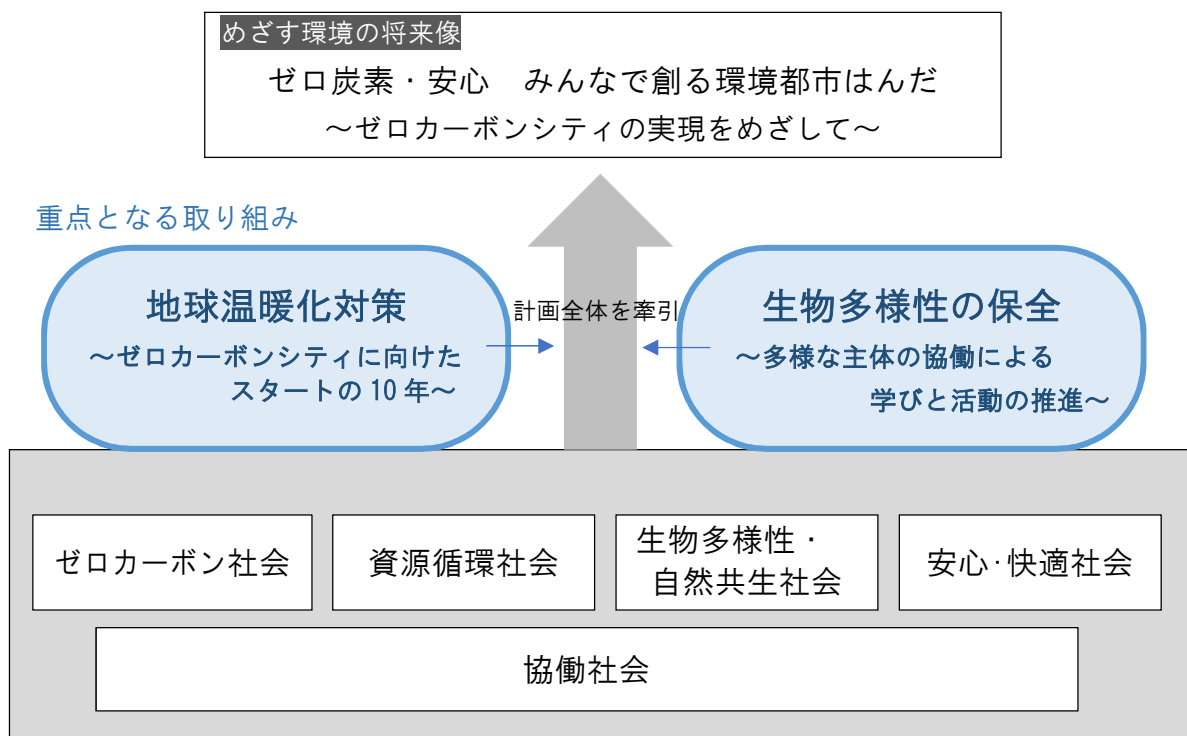 めざす環境の将来像
ゼロ炭素・安心　みんなで創る環境都市はんだ
～ゼロカーボンシティの実現をめざして～
重点となる取り組み
地球温暖化対策
～ゼロカーボンシティに向けた
スタートの 10 年～
計画全体を牽引
生物多様性の保全
～多様な主体の協働による
学びと活動の推進～
ゼロカーボン社会
資源循環社会
生物多様性・
自然共生社会
安心･快適社会
協働社会